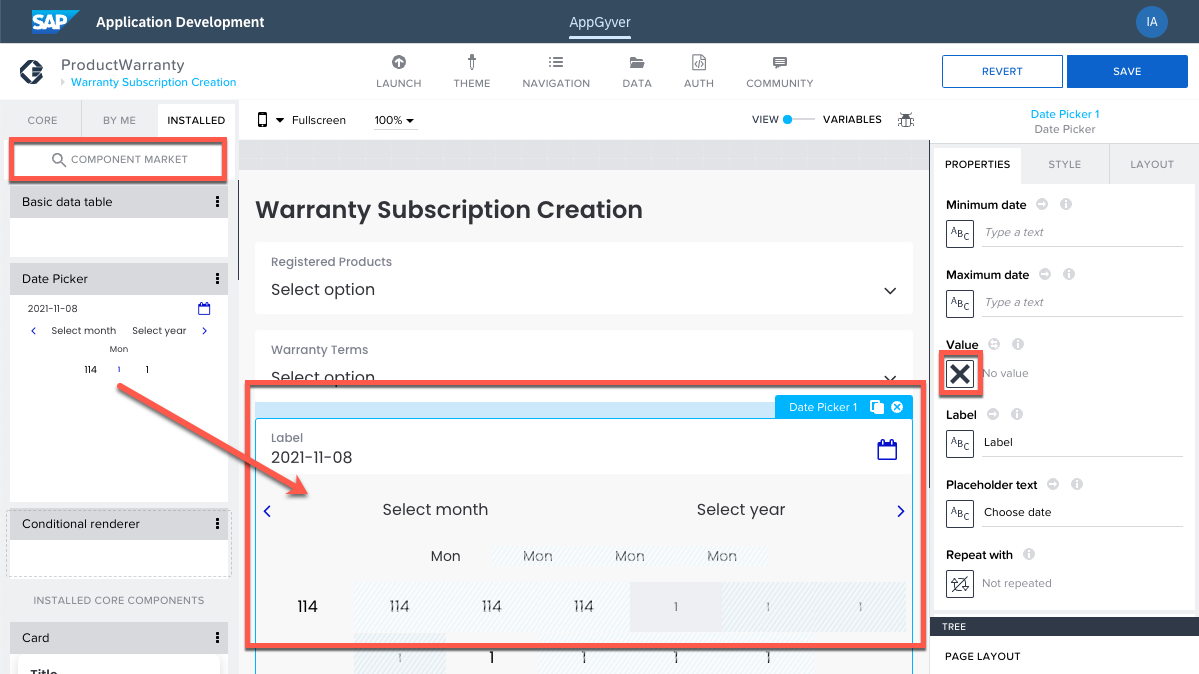 SAP Application Development
AppGyver
IA
ProductWarranty
Warranty Subscription Creation
LAUNCH
THEME
NAVIGATION
DATA
AUTH
COMMUNITY
REVERT
SAVE
CORE
BY ME
INSTALLED
Fullscreen
100%
VIEW
VARIABLES
Date Picker 1
Date Picker
COMPONENT MARKET
Basic data table
Date Picker
2021-11-08
Select month Select year
Mon
114 1 1
Conditional renderer
INSTALLED CORE COMPONENTS
Card
Title
Warranty Subscription Creation
Registered Products
Select option
Warranty Terms
Select option
Date Picker 1
Label
2021-11-08
Select month Select year
Mon Mon Mon Mon
114 114 114 114 1 1 1
1 1 1 1 1
PROPERTIES
STYLE
LAYOUT
Minimum date
ABC Type a text
Maximum date
ABC Type a text
Value
No value
Label
ABC Label
Placeholder text
ABC Choose date
Repeat with
Not repeated
TREE
PAGE LAYOUT